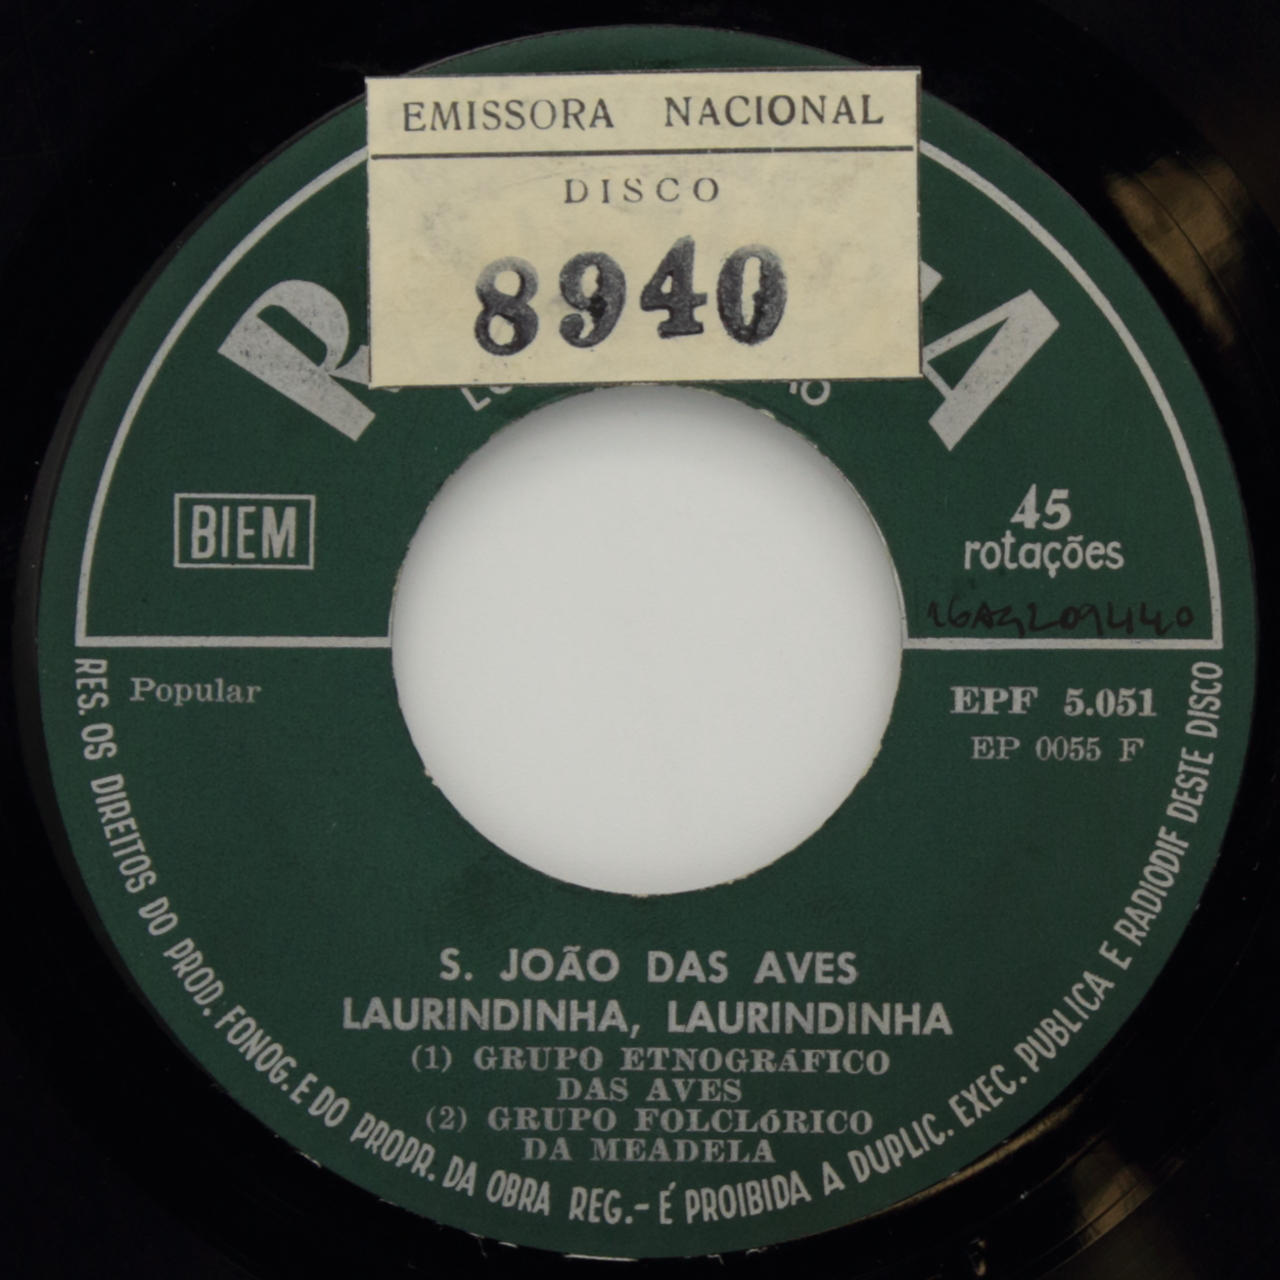 EMISSORA NACIONAL
DISCO
8940
BIEM
45
rotações
Popular
EPF 5.051
EP 0055 F
S. JOÃO DAS AVES
LAURINDINHA, LAURINDINHA
(1) GRUPO ETNOGRÁFICO
DAS AVES
(2) GRUPO FOLCLÓRICO
DA MEADELA
RES. OS DIREITOS DO PROD. FONOG. E DO PROPR. DA OBRA REG.- É PROIBIDA A DUPLIC. EXEC. PUBLICA E RADIODIF DESTE DISCO